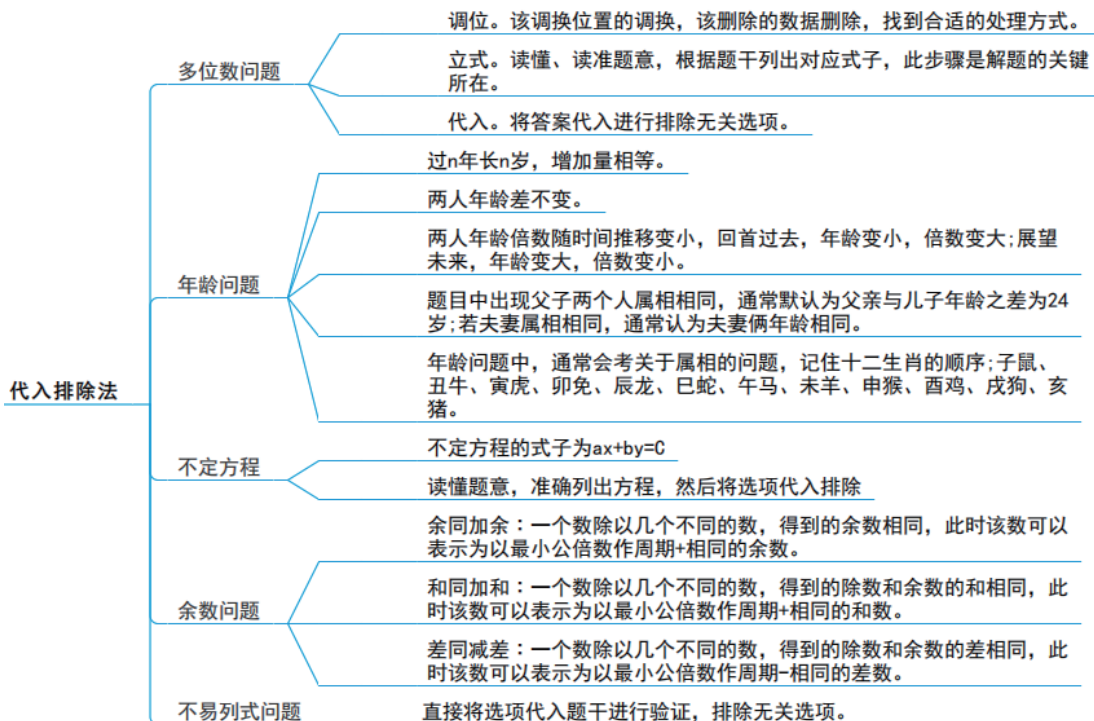 调位。该调换位置的调换，该删除的数据删除，找到合适的处理方式。
多位数问题
立式。读懂、读准题意，根据题干列出对应式子，此步骤是解题的关键
所在。
代入。将答案代入进行排除无关选项。
过n年长n岁，增加量相等。
两人年龄差不变。
两人年龄倍数随时间推移变小，回首过去，年龄变小，倍数变大;展望
未来，年龄变大，倍数变小。
年龄问题
题目中出现父子两个人属相相同，通常默认为父亲与儿子年龄之差为24
岁;若夫妻属相相同，通常认为夫妻俩年龄相同。
年龄问题中，通常会考关于属相的问题，记住十二生肖的顺序;子鼠、
丑牛、寅虎、卯免、辰龙、巳蛇、午马、未羊、申猴、酉鸡、戌狗、亥
猪。
代入排除法
不定方程的式子为ax+by=C
不定方程
读懂题意，准确列出方程，然后将选项代入排除
余同加余：一个数除以几个不同的数，得到的余数相同，此时该数可以
表示为以最小公倍数作周期+相同的余数。
和同加和：一个数除以几个不同的数，得到的除数和余数的和相同，此
时该数可以表示为以最小公倍数作周期+相同的和数。
余数问题
差同减差：一个数除以几个不同的数，得到的除数和余数的差相同，此
时该数可以表示为以最小公倍数作周期-相同的差数。
不易列式问题
直接将选项代入题干进行验证，排除无关选项。